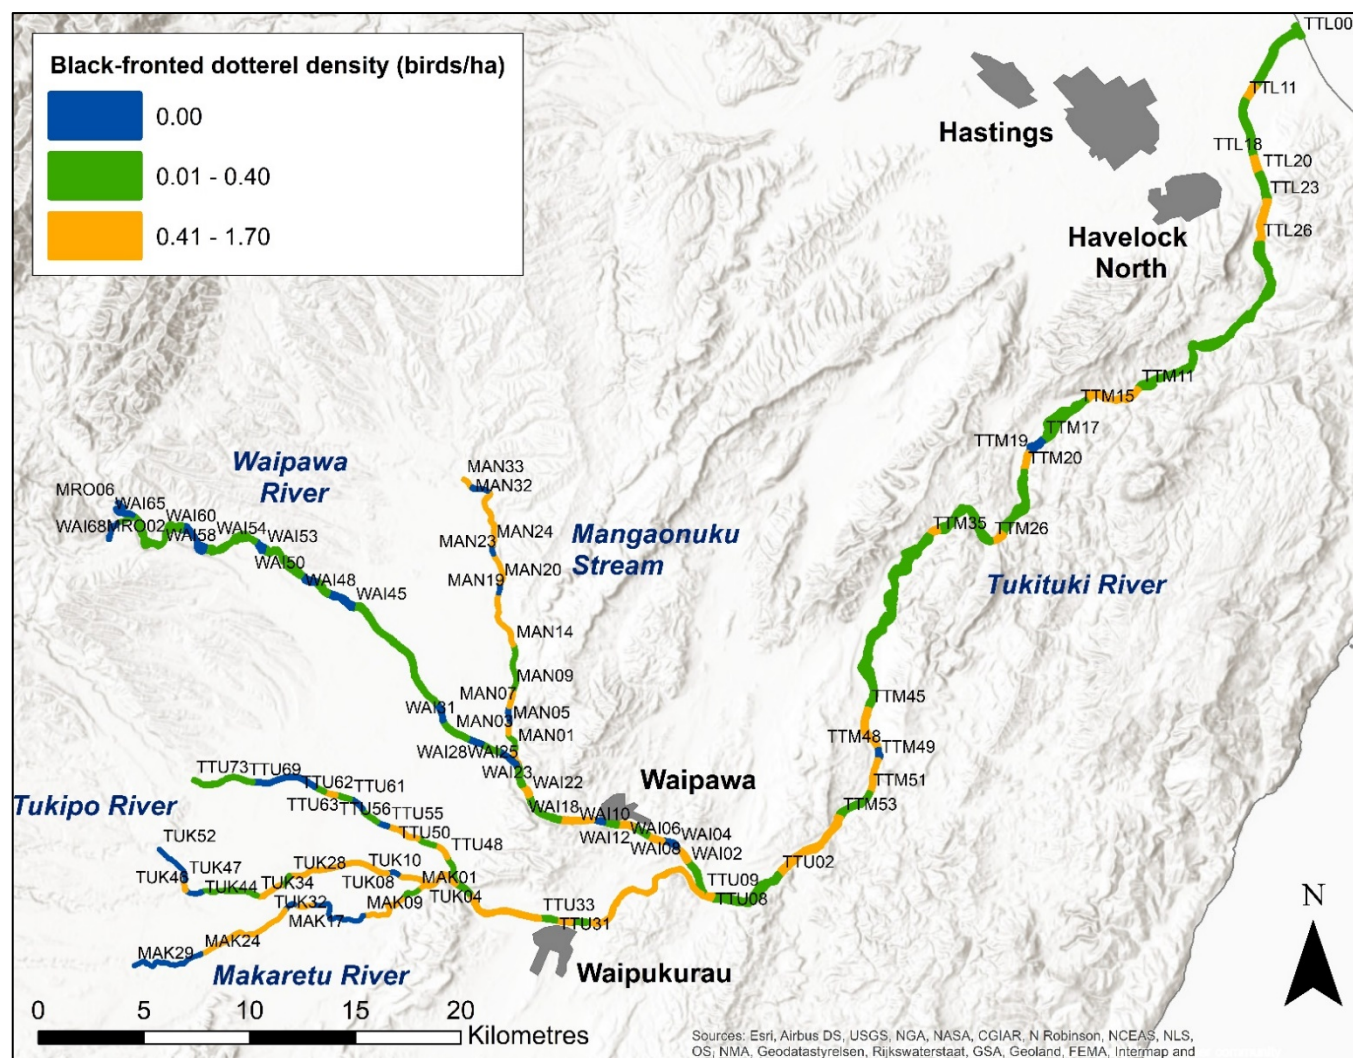 Black-fronted dotterel density (birds/ha)
0.00
0.01 - 0.40
0.41 - 1.70
TTL00
TTL11
Hastings
TTL18
TTL20
TTL23
TTL26
Havelock
North
TTM11
TTM15
TTM17
TTM19
TTM20
TTM35
TTM26
Tukituki River
Waipawa
River
MAN33
MAN32
MRO06
WAI65
WAI60
WAI68
MRO02
WAI58
WAI54
WAI53
WAI50
WAI48
WAI45
MAN24
MAN23
MAN20
MAN19
Mangaonuku
Stream
MAN14
MAN09
MAN07
MAN05
MAN03
MAN01
WAI31
WAI28
WAI25
WAI23
WAI22
WAI18
Waipawa
WAI10
WAI12
WAI06
WAI08
WAI04
WAI02
TTM45
TTM48
TTM49
TTM51
TTM53
TTU02
TTU09
TTU08
TTU73
TTU69
TTU62
TTU61
TTU63
TTU56
TTU55
TTU50
TTU48
Tukipo River
TUK52
TUK47
TUK46
TUK44
TUK34
TUK28
TUK10
TUK08
MAK01
TUK04
TUK32
MAK17
MAK09
MAK24
MAK29
Makaretu River
TTU33
TTU31
Waipukurau
N
0 5 10 15 20
Kilometres
Sources: Esri, Airbus DS, USGS, NGA, NASA, CGIAR, N Robinson, NCEAS, NLS,
OS, NMA, Geodatastyrelsen, Rijkswaterstaat, GSA, Geoland, FEMA, Intermap and